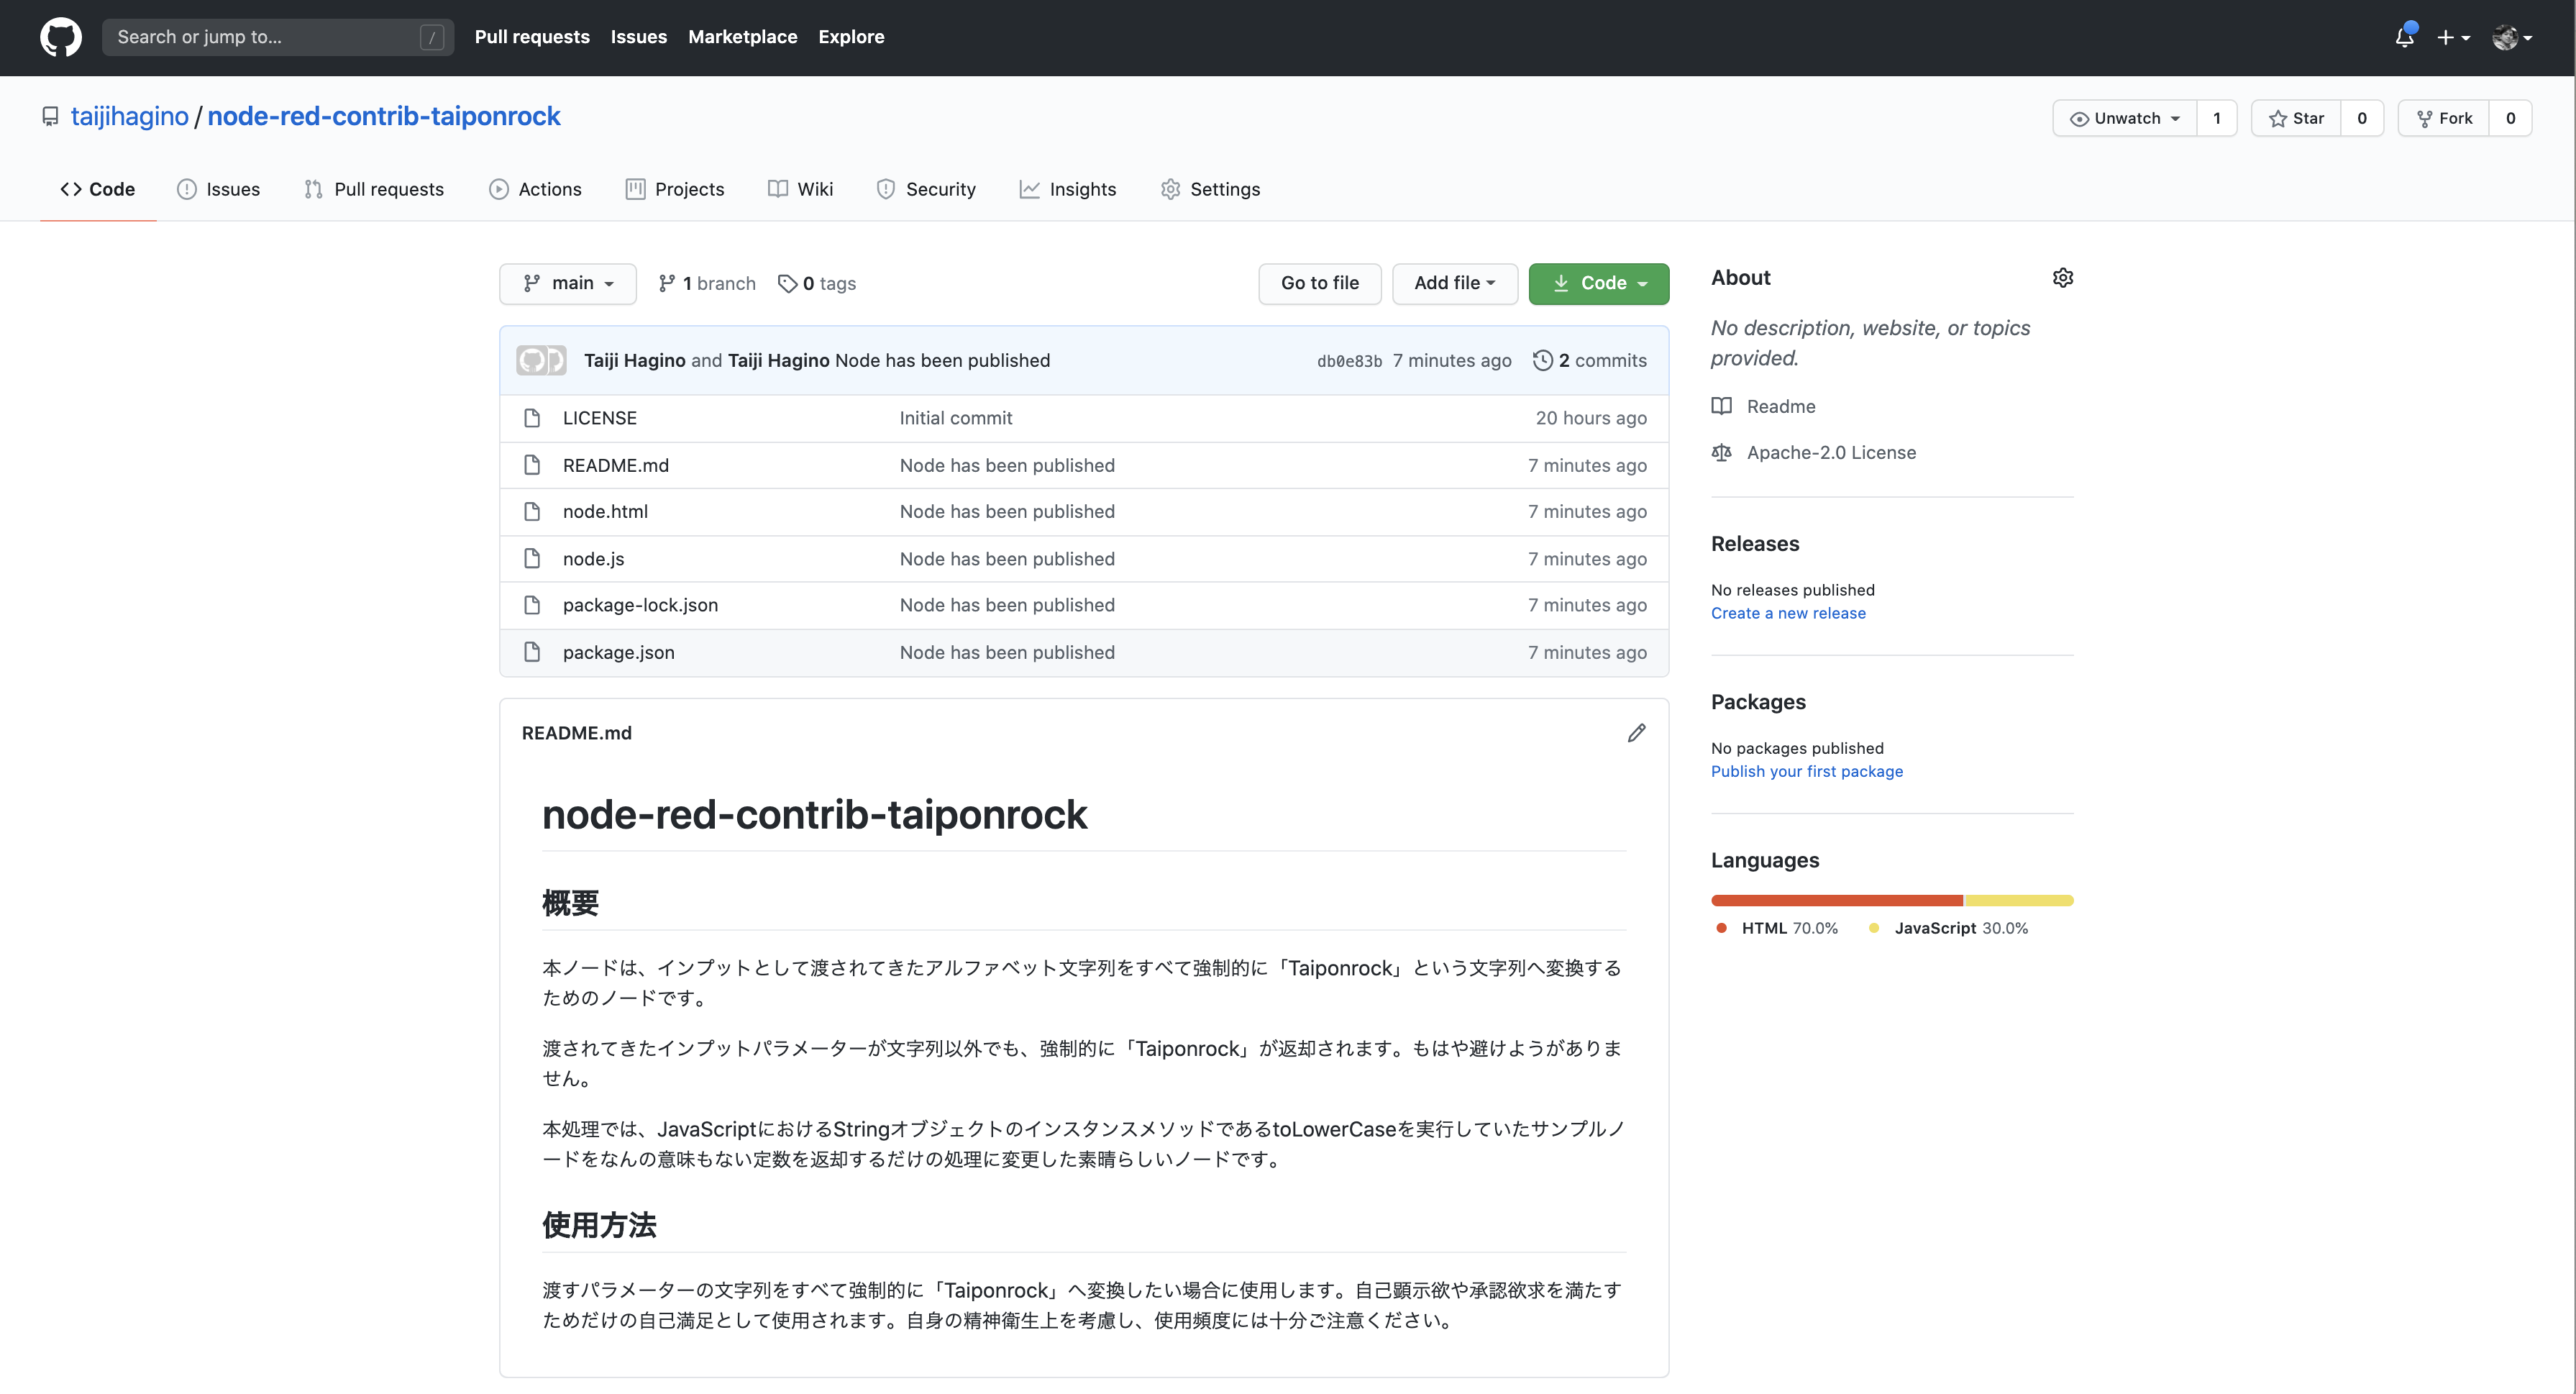 Search or jump to...
/
Pull requests
Issues
Marketplace
Explore
taijihagino / node-red-contrib-taiponrock
Unwatch
1
Star
0
Fork
0
Code
Issues
Pull requests
Actions
Projects
Wiki
Security
Insights
Settings
main
1 branch
0 tags
Go to file
Add file
Code
Taiji Hagino and Taiji Hagino Node has been published
db0e83b 7 minutes ago
2 commits
LICENSE Initial commit 20 hours ago
README.md Node has been published 7 minutes ago
node.html Node has been published 7 minutes ago
node.js Node has been published 7 minutes ago
package-lock.json Node has been published 7 minutes ago
package.json Node has been published 7 minutes ago
README.md
node-red-contrib-taiponrock
概要
本ノードは、インプットとして渡されてきたアルファベット文字列をすべて強制的に「Taiponrock」という文字列へ変換する
ためのノードです。
渡されてきたインプットパラメーターが文字列以外でも、強制的に「Taiponrock」が返却されます。もはや避けようがありま
せん。
本処理では、JavaScriptにおけるStringオブジェクトのインスタンスメソッドであるtoLowerCaseを実行していたサンプルノ
ードをなんの意味もない定数を返却するだけの処理に変更した素晴らしいノードです。
使用方法
渡すパラメーターの文字列をすべて強制的に「Taiponrock」へ変換したい場合に使用します。自己顕示欲や承認欲求を満たす
ためだけの自己満足として使用されます。自身の精神衛生上を考慮し、使用頻度には十分ご注意ください。
About
No description, website, or topics
provided.
Readme
Apache-2.0 License
Releases
No releases published
Create a new release
Packages
No packages published
Publish your first package
Languages
HTML 70.0%
JavaScript 30.0%